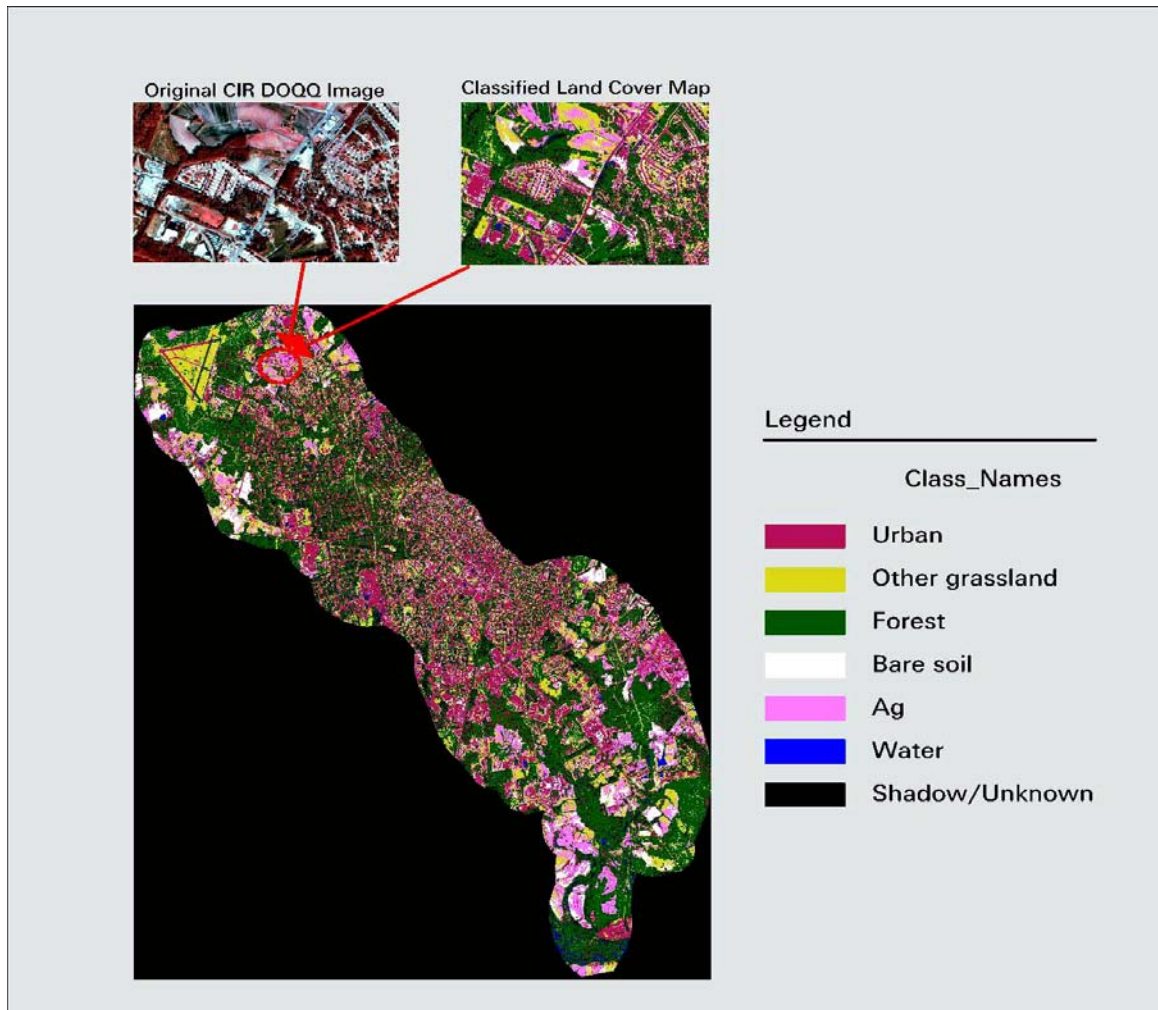 Original CIR DOQQ Image
Classified Land Cover Map
Legend
Class_Names
Urban
Other grassland
Forest
Bare soil
Ag
Water
Shadow/Unknown